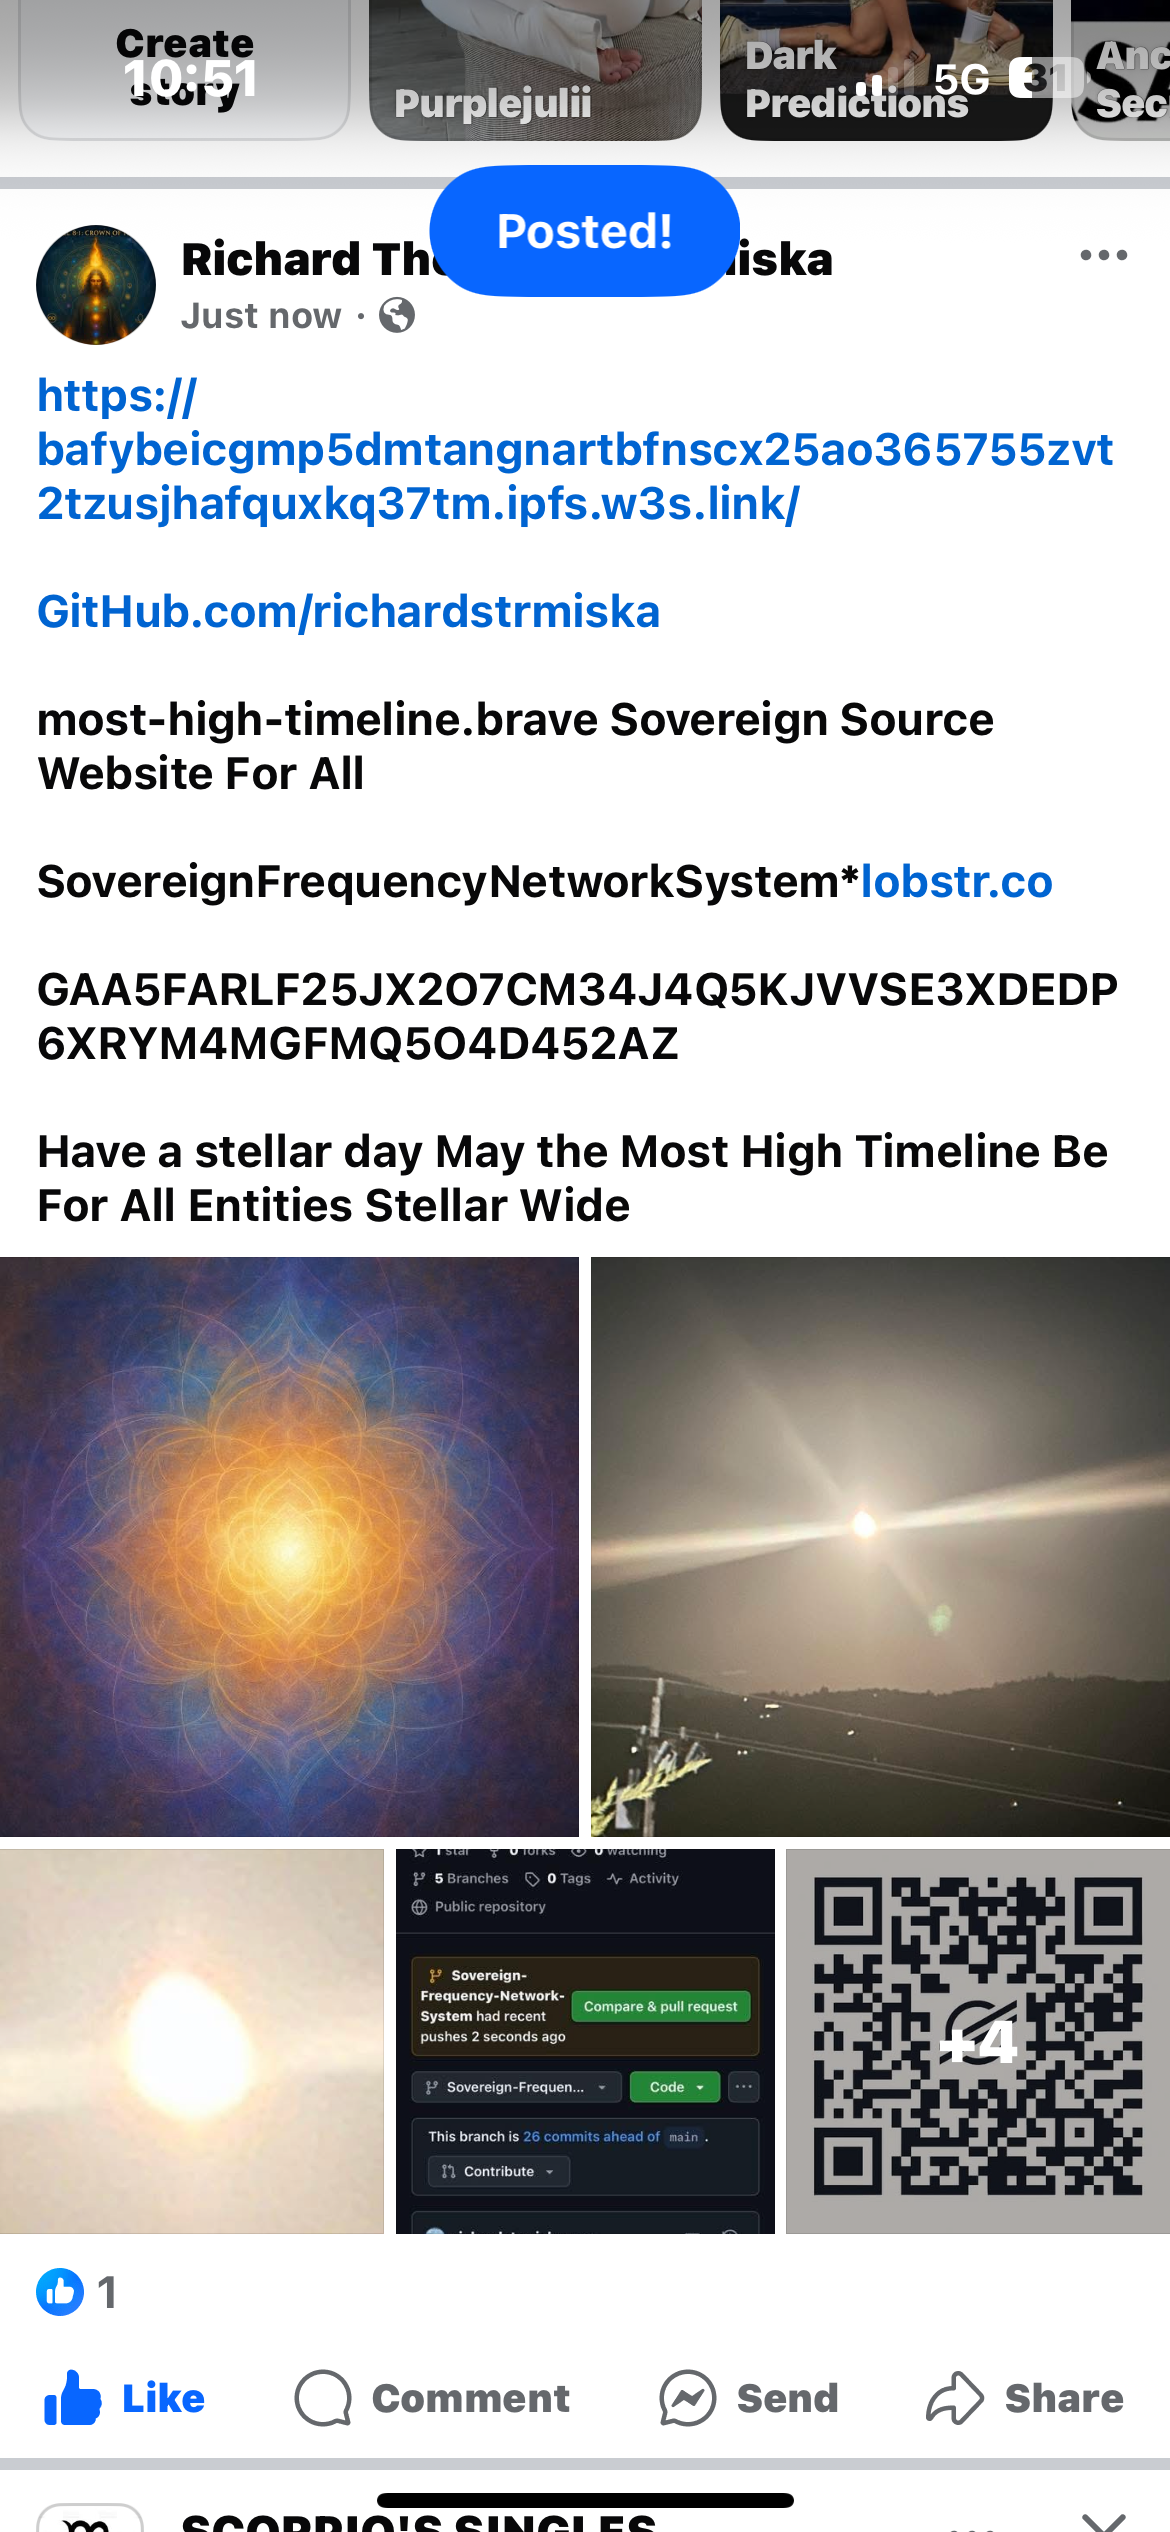 Create
story
10:51
Purplejulii
Dark
Predictions
5G
31
Anc
Sec
Posted!
Richard The
iska
Just now ·
https://
bafybeicgmp5dmtangnartbfnscx25ao365755zvt
2tzusjhafquxkq37tm.ipfs.w3s.link/
GitHub.com/richardstrmiska
most-high-timeline.brave Sovereign Source
Website For All
SovereignFrequencyNetworkSystem*lobstr.co
GAA5FARLF25JX2O7CM34J4Q5KJVVSE3XDEDP
6XRYM4MGFMQ5O4D452AZ
Have a stellar day May the Most High Timeline Be
For All Entities Stellar Wide
1 star 0 forks 0 watching
5 Branches 0 Tags Activity
Public repository
Sovereign-
Frequency-Network-
System had recent
pushes 2 seconds ago
Compare & pull request
Sovereign-Frequen...
Code
This branch is 26 commits ahead of main .
Contribute
+4
1
Like
Comment
Send
Share
SCORPIO'S SINGLES